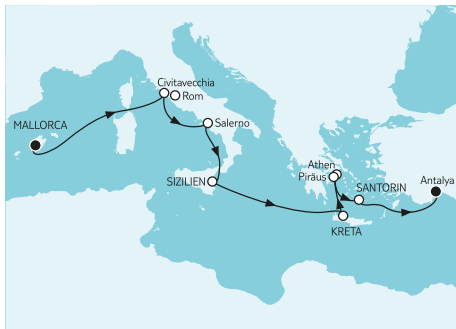 Civitavecchia
Rom
MALLORCA
Salerno
Athen
Piräus
SIZILIEN
Antalya
SANTORIN
KRETA